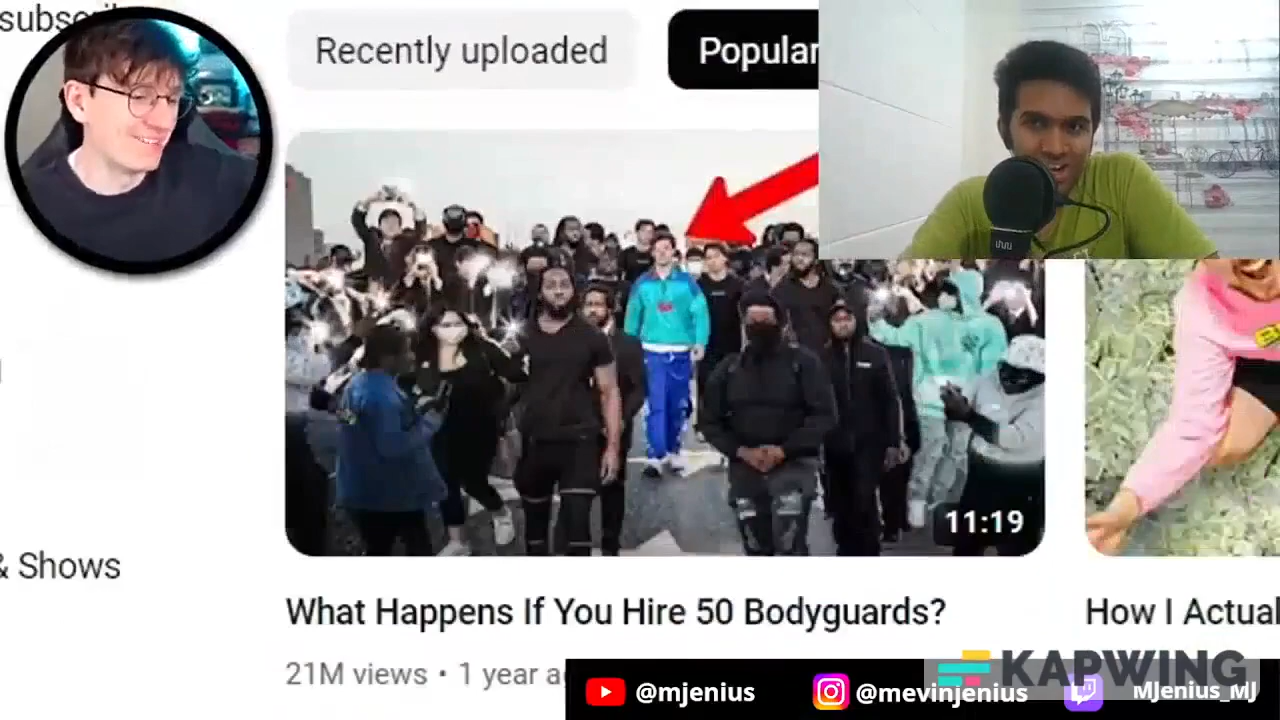 subscri
Recently uploaded
Popular
11:19
& Shows
What Happens If You Hire 50 Bodyguards?
How I Actual
21M views • 1 year a
KAPWING
@mjenius
@mevinjenius
MJenius_MJ